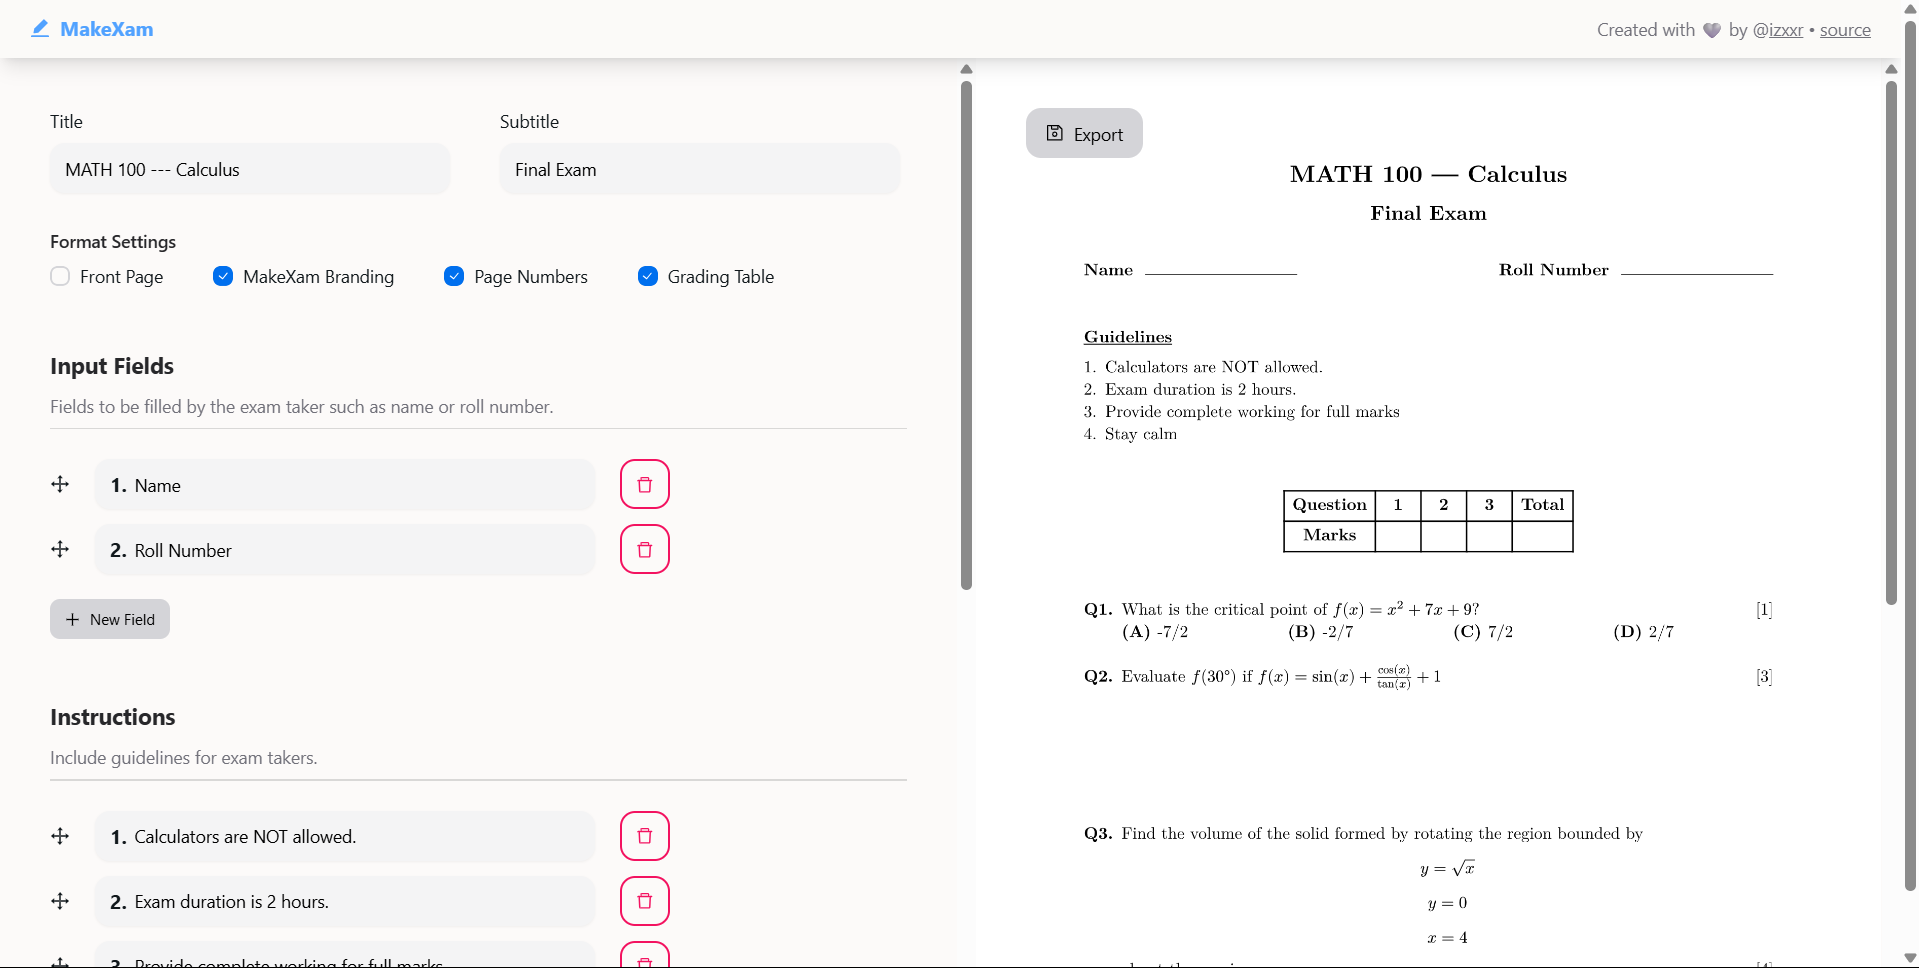 MakeXam
Created with 🩶 by @izxxr • source
Title
Subtitle
MATH 100 --- Calculus
Final Exam
Format Settings
Front Page
MakeXam Branding
Page Numbers
Grading Table
Input Fields
Fields to be filled by the exam taker such as name or roll number.
1. Name
2. Roll Number
+ New Field
Instructions
Include guidelines for exam takers.
1. Calculators are NOT allowed.
2. Exam duration is 2 hours.
3. Provide complete working for full marks
Export
MATH 100 — Calculus
Final Exam
Name ____________ Roll Number ____________
Guidelines
1. Calculators are NOT allowed.
2. Exam duration is 2 hours.
3. Provide complete working for full marks
4. Stay calm
Question 1 2 3 Total
Marks
Q1. What is the critical point of f(x) = x² + 7x + 9? [1]
(A) -7/2 (B) -2/7 (C) 7/2 (D) 2/7
Q2. Evaluate f(30°) if f(x) = sin(x) + cos(x)/tan(x) + 1 [3]
Q3. Find the volume of the solid formed by rotating the region bounded by
y = √x
y = 0
x = 4